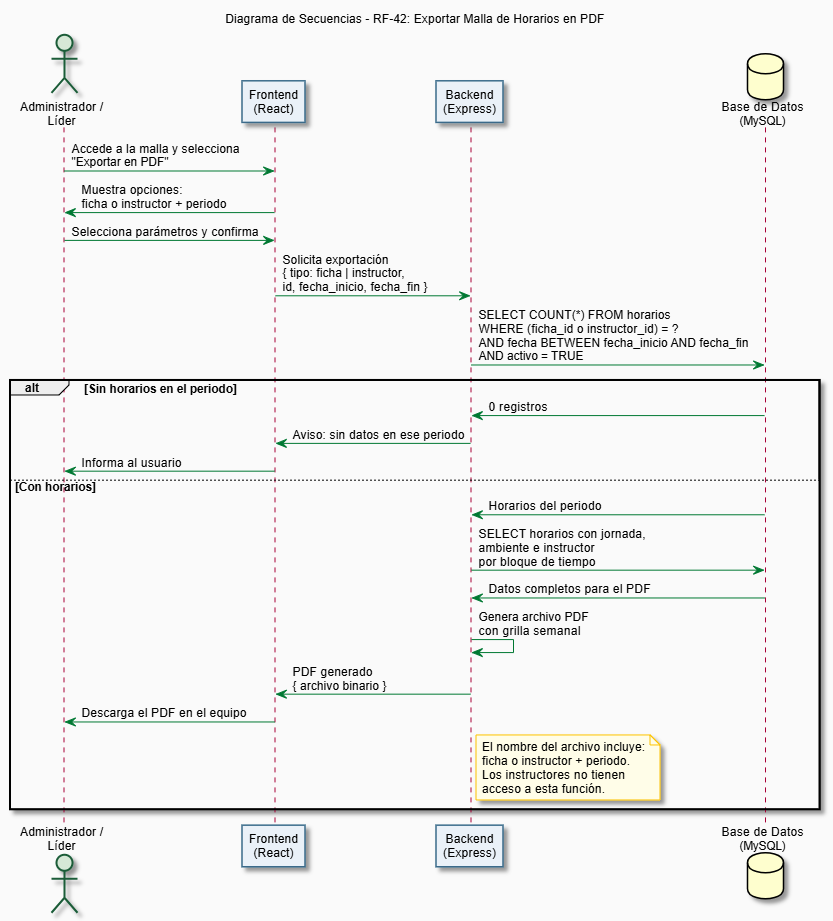 Diagrama de Secuencias - RF-42: Exportar Malla de Horarios en PDF
Administrador /
Líder
Frontend
(React)
Backend
(Express)
Base de Datos
(MySQL)
Accede a la malla y selecciona
"Exportar en PDF"
Muestra opciones:
ficha o instructor + periodo
Selecciona parámetros y confirma
Solicita exportación
{ tipo: ficha | instructor,
id, fecha_inicio, fecha_fin }
SELECT COUNT(*) FROM horarios
WHERE (ficha_id o instructor_id) = ?
AND fecha BETWEEN fecha_inicio AND fecha_fin
AND activo = TRUE
alt
[Sin horarios en el periodo]
0 registros
Aviso: sin datos en ese periodo
Informa al usuario
[Con horarios]
Horarios del periodo
SELECT horarios con jornada,
ambiente e instructor
por bloque de tiempo
Datos completos para el PDF
Genera archivo PDF
con grilla semanal
PDF generado
{ archivo binario }
Descarga el PDF en el equipo
El nombre del archivo incluye:
ficha o instructor + periodo.
Los instructores no tienen
acceso a esta función.
Administrador /
Líder
Frontend
(React)
Backend
(Express)
Base de Datos
(MySQL)